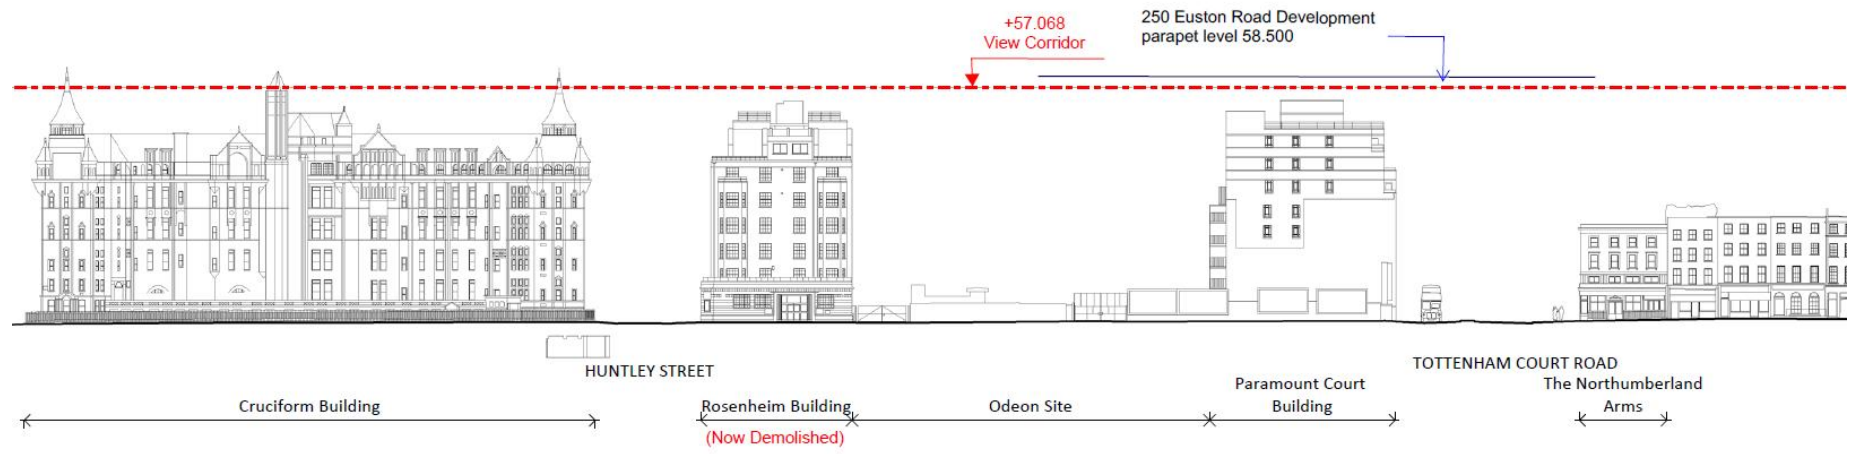 +57.068
View Corridor
250 Euston Road Development
parapet level 58.500
HUNTLEY STREET
TOTTENHAM COURT ROAD
Cruciform Building
Rosenheim Building
(Now Demolished)
Odeon Site
Paramount Court
Building
The Northumberland
Arms